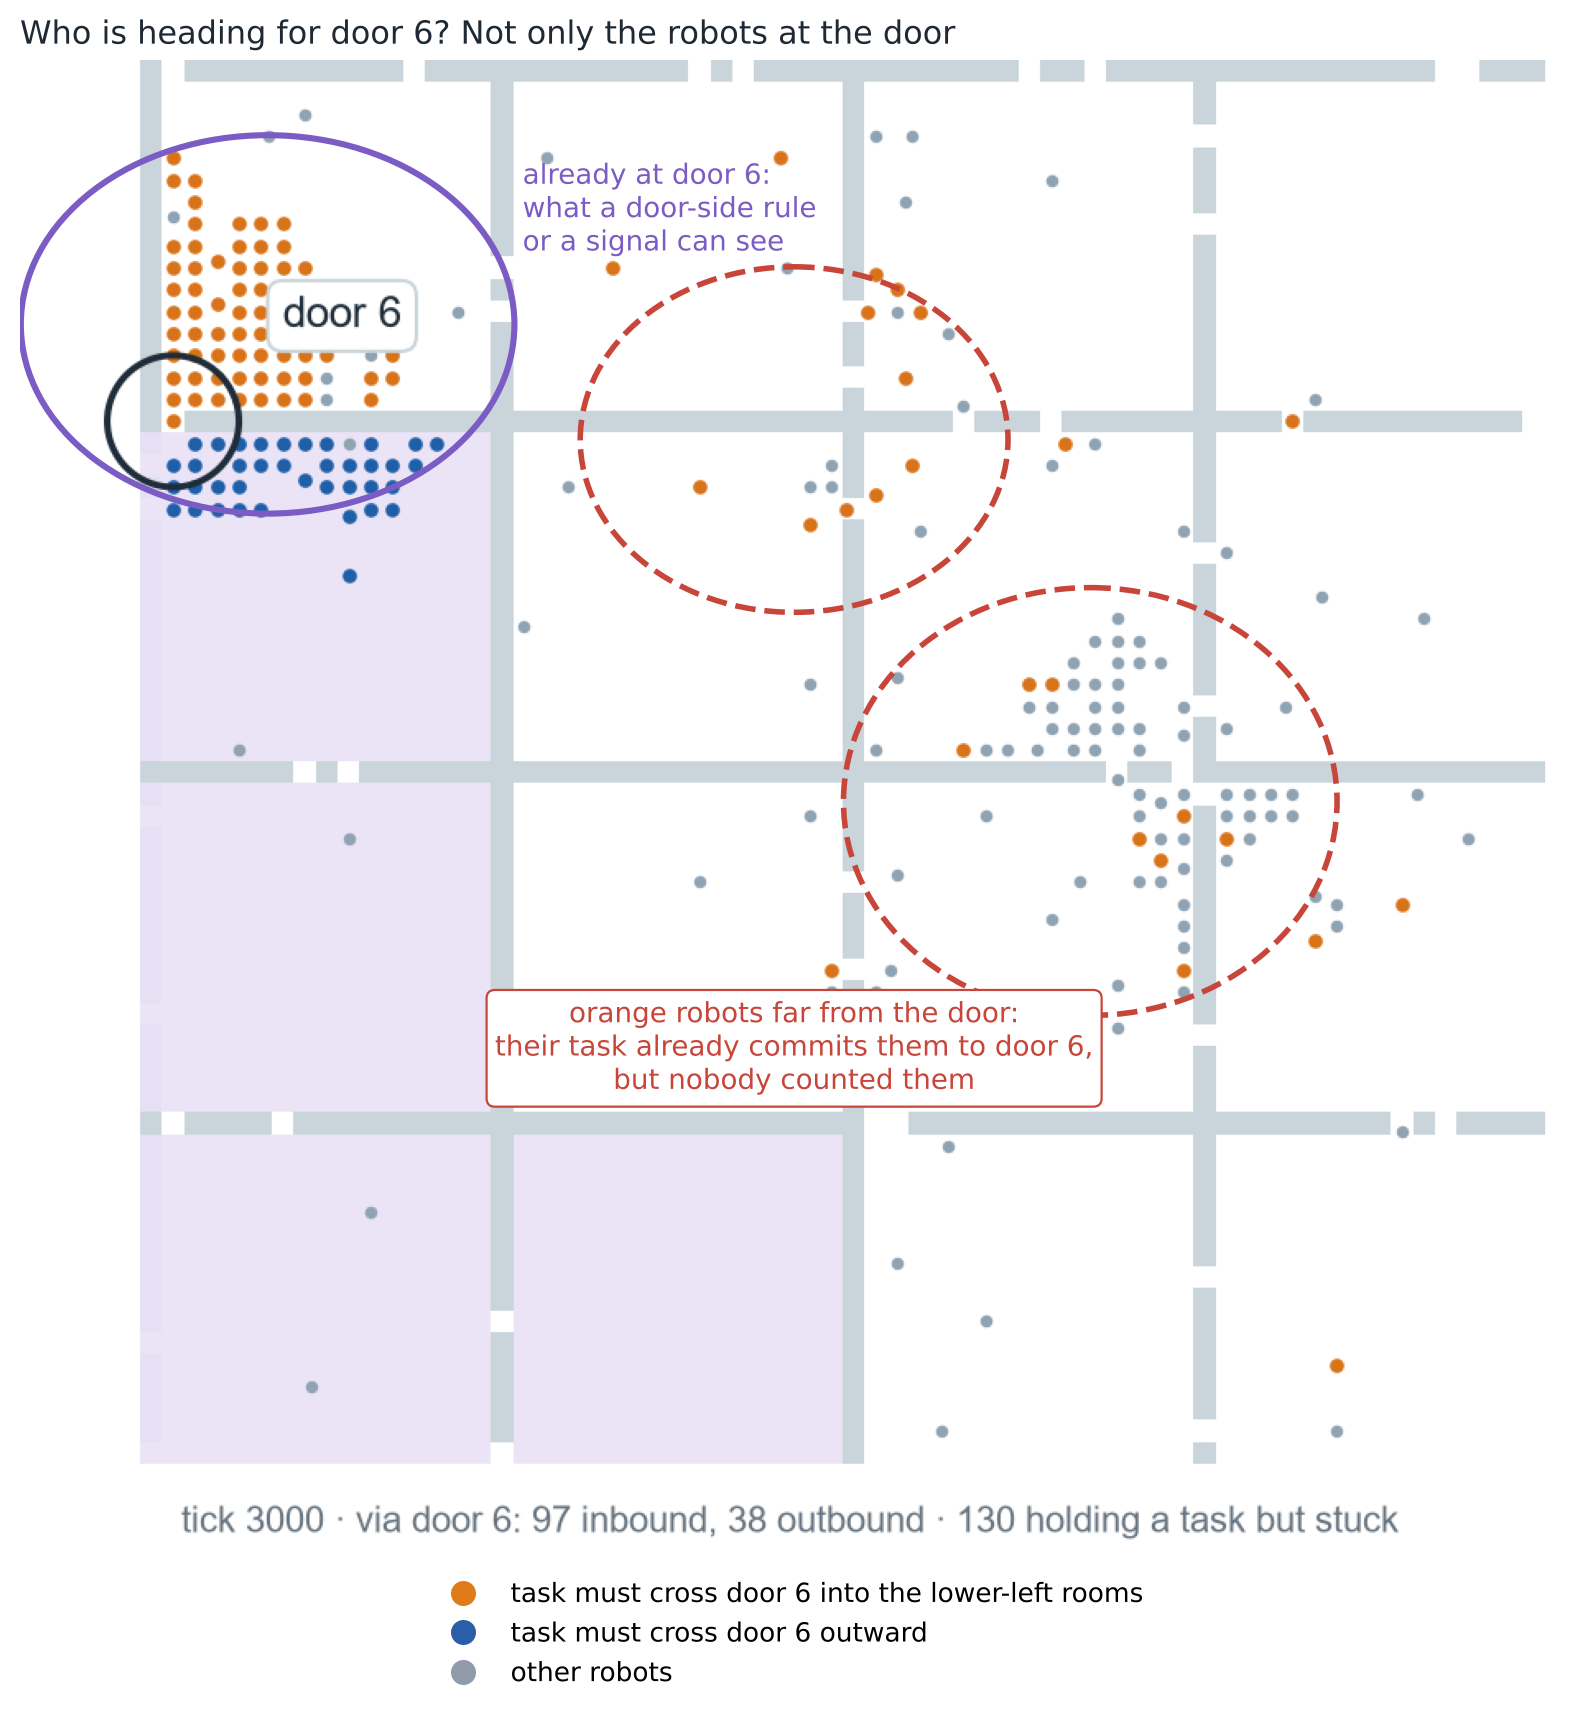 Who is heading for door 6? Not only the robots at the door
already at door 6:
what a door-side rule
or a signal can see
door 6
orange robots far from the door:
their task already commits them to door 6,
but nobody counted them
tick 3000 · via door 6: 97 inbound, 38 outbound · 130 holding a task but stuck
task must cross door 6 into the lower-left rooms
task must cross door 6 outward
other robots